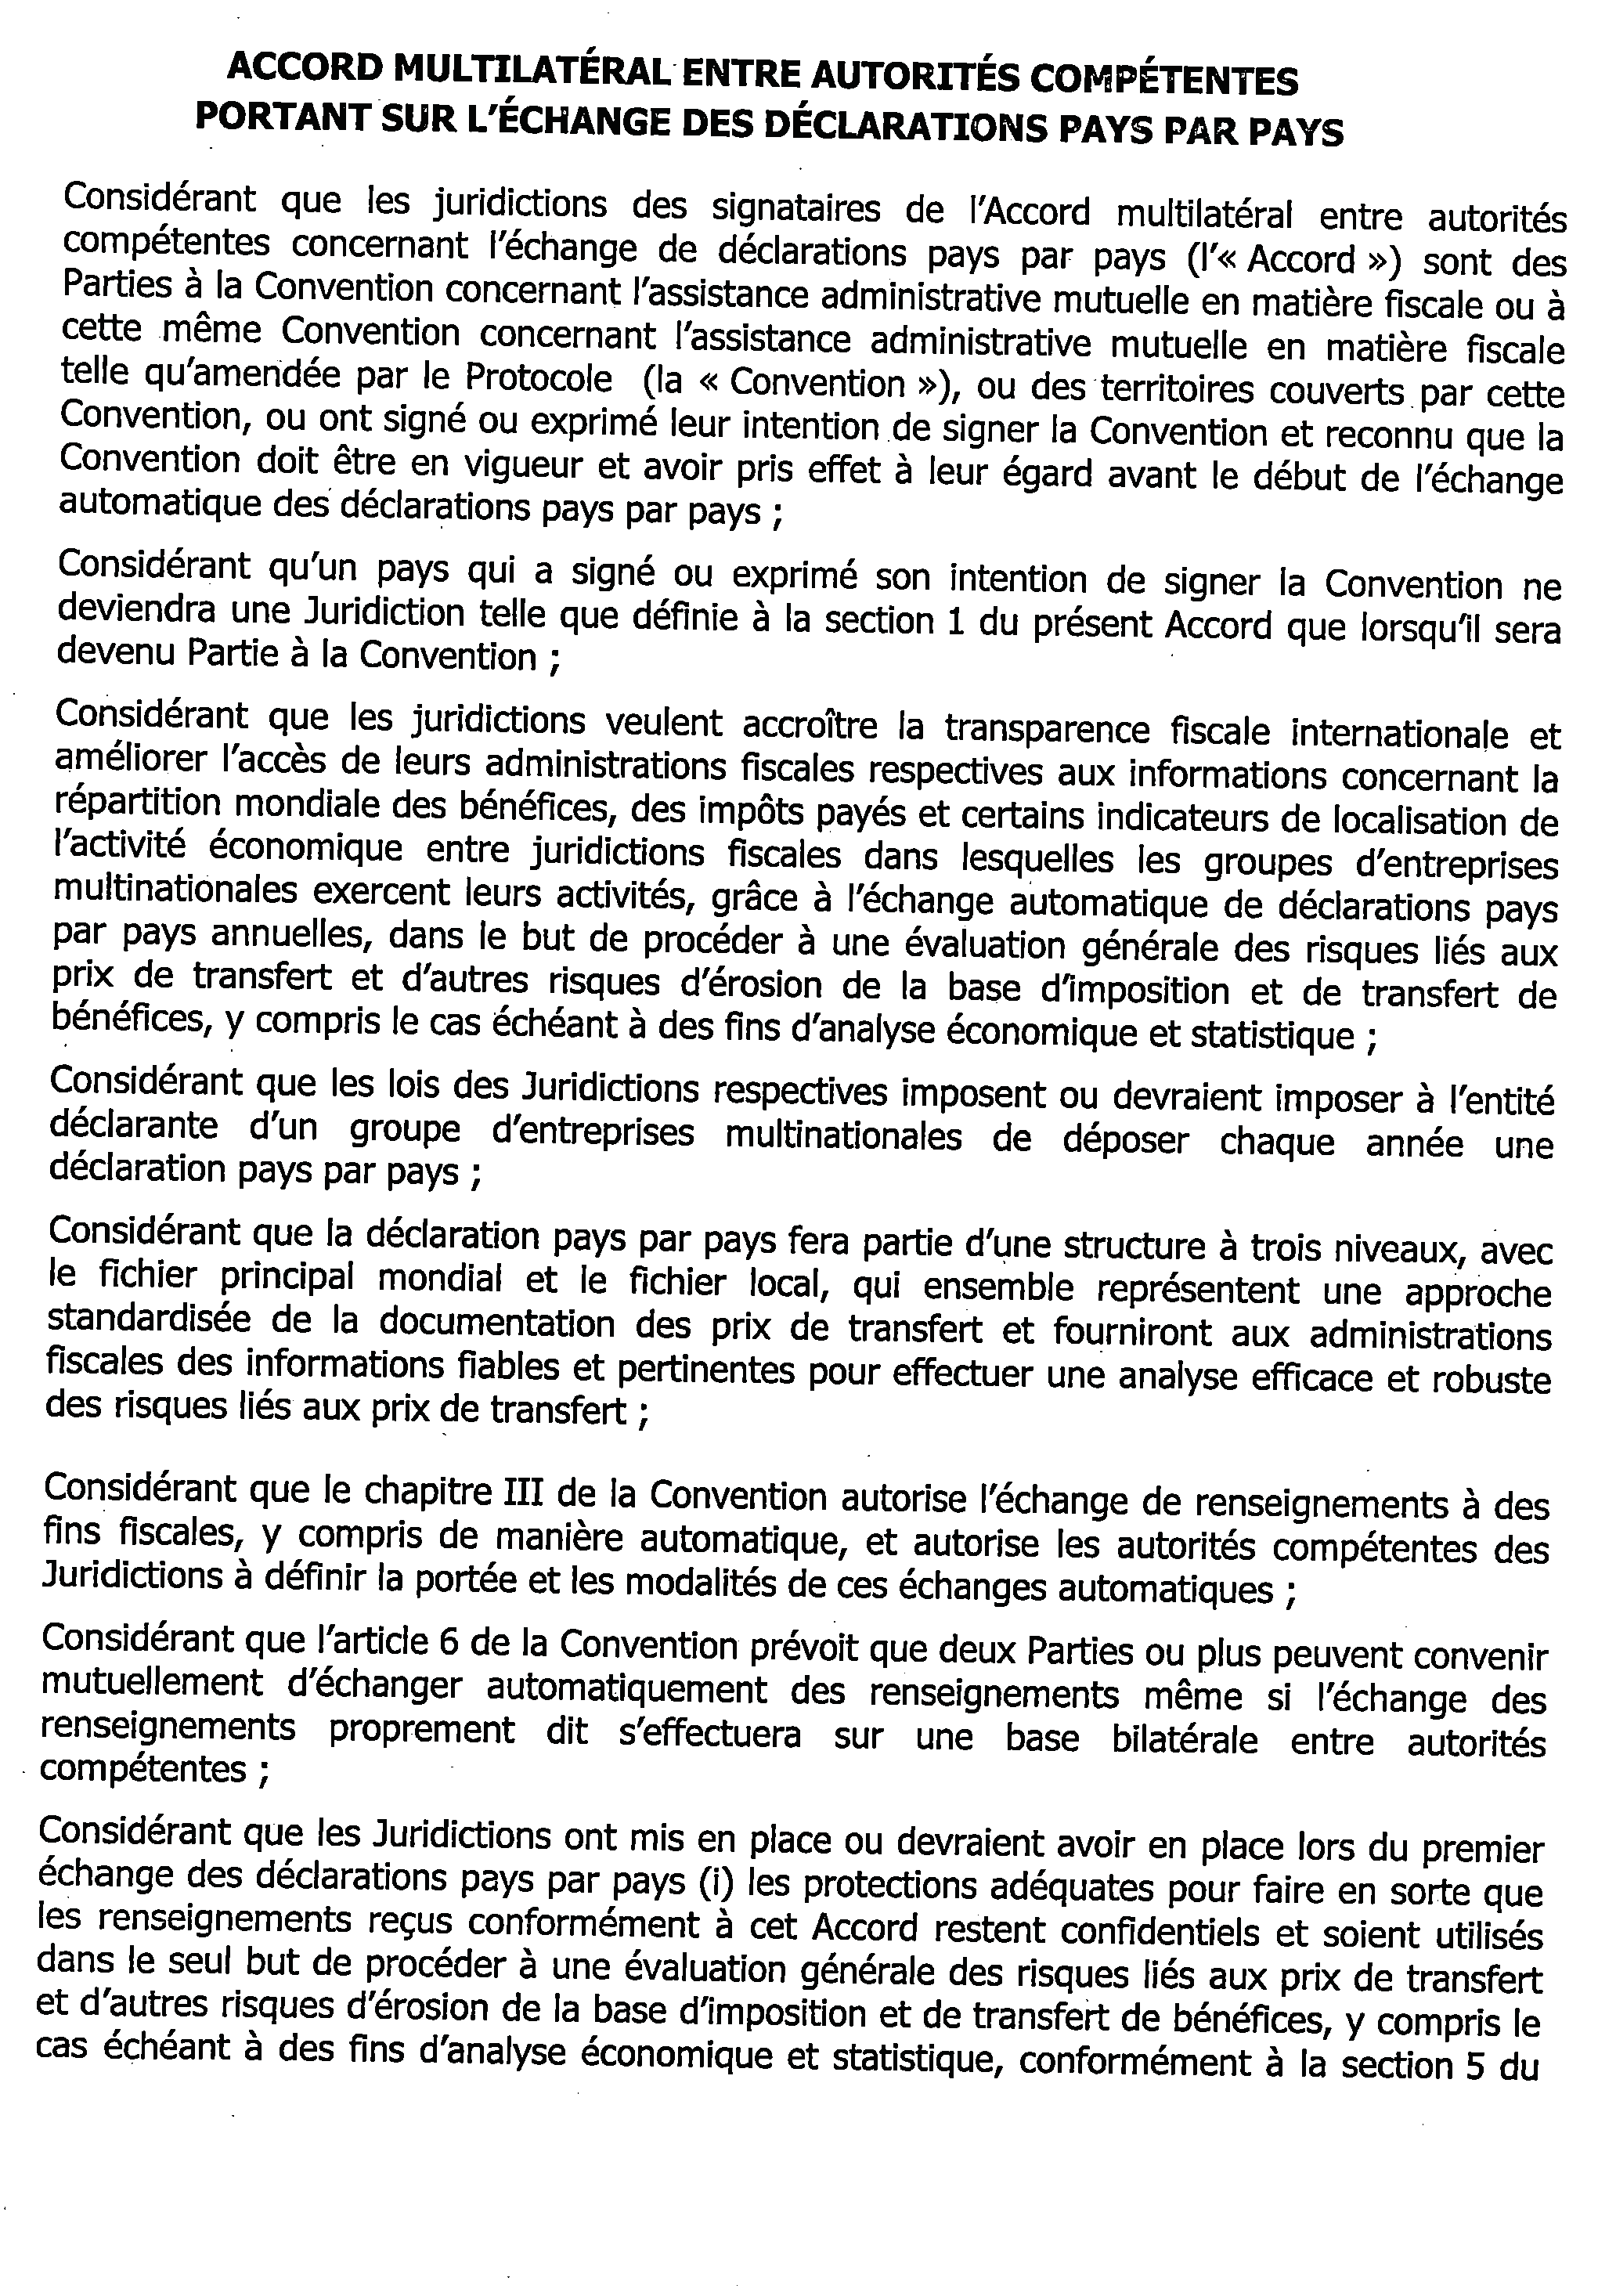 ACCORD MULTILATÉRAL ENTRE AUTORITÉS COMPÉTENTES
PORTANT SUR L'ÉCHANGE DES DÉCLARATIONS PAYS PAR PAYS
Considérant que les juridictions des signataires de l'Accord multilatéral entre autorités
compétentes concernant l'échange de déclarations pays par pays (l'« Accord ») sont des
Parties à la Convention concernant l'assistance administrative mutuelle en matière fiscale ou à
cette même Convention concernant l'assistance administrative mutuelle en matière fiscale
telle qu'amendée par le Protocole (la « Convention »), ou des territoires couverts par cette
Convention, ou ont signé ou exprimé leur intention de signer la Convention et reconnu que la
Convention doit être en vigueur et avoir pris effet à leur égard avant le début de l'échange
automatique des déclarations pays par pays ;
Considérant qu'un pays qui a signé ou exprimé son intention de signer la Convention ne
deviendra une Juridiction telle que définie à la section 1 du présent Accord que lorsqu'il sera
devenu Partie à la Convention ;
Considérant que les juridictions veulent accroître la transparence fiscale internationale et
améliorer l'accès de leurs administrations fiscales respectives aux informations concernant la
répartition mondiale des bénéfices, des impôts payés et certains indicateurs de localisation de
l'activité économique entre juridictions fiscales dans lesquelles les groupes d'entreprises
multinationales exercent leurs activités, grâce à l'échange automatique de déclarations pays
par pays annuelles, dans le but de procéder à une évaluation générale des risques liés aux
prix de transfert et d'autres risques d'érosion de la base d'imposition et de transfert de
bénéfices, y compris le cas échéant à des fins d'analyse économique et statistique ;
Considérant que les lois des Juridictions respectives imposent ou devraient imposer à l'entité
déclarante d'un groupe d'entreprises multinationales de déposer chaque année une
déclaration pays par pays ;
Considérant que la déclaration pays par pays fera partie d'une structure à trois niveaux, avec
le fichier principal mondial et le fichier local, qui ensemble représentent une approche
standardisée de la documentation des prix de transfert et fourniront aux administrations
fiscales des informations fiables et pertinentes pour effectuer une analyse efficace et robuste
des risques liés aux prix de transfert ;
Considérant que le chapitre III de la Convention autorise l'échange de renseignements à des
fins fiscales, y compris de manière automatique, et autorise les autorités compétentes des
Juridictions à définir la portée et les modalités de ces échanges automatiques ;
Considérant que l'article 6 de la Convention prévoit que deux Parties ou plus peuvent convenir
mutuellement d'échanger automatiquement des renseignements même si l'échange des
renseignements proprement dit s'effectuera sur une base bilatérale entre autorités
compétentes ;
Considérant que les Juridictions ont mis en place ou devraient avoir en place lors du premier
échange des déclarations pays par pays (i) les protections adéquates pour faire en sorte que
les renseignements reçus conformément à cet Accord restent confidentiels et soient utilisés
dans le seul but de procéder à une évaluation générale des risques liés aux prix de transfert
et d'autres risques d'érosion de la base d'imposition et de transfert de bénéfices, y compris le
cas échéant à des fins d'analyse économique et statistique, conformément à la section 5 du